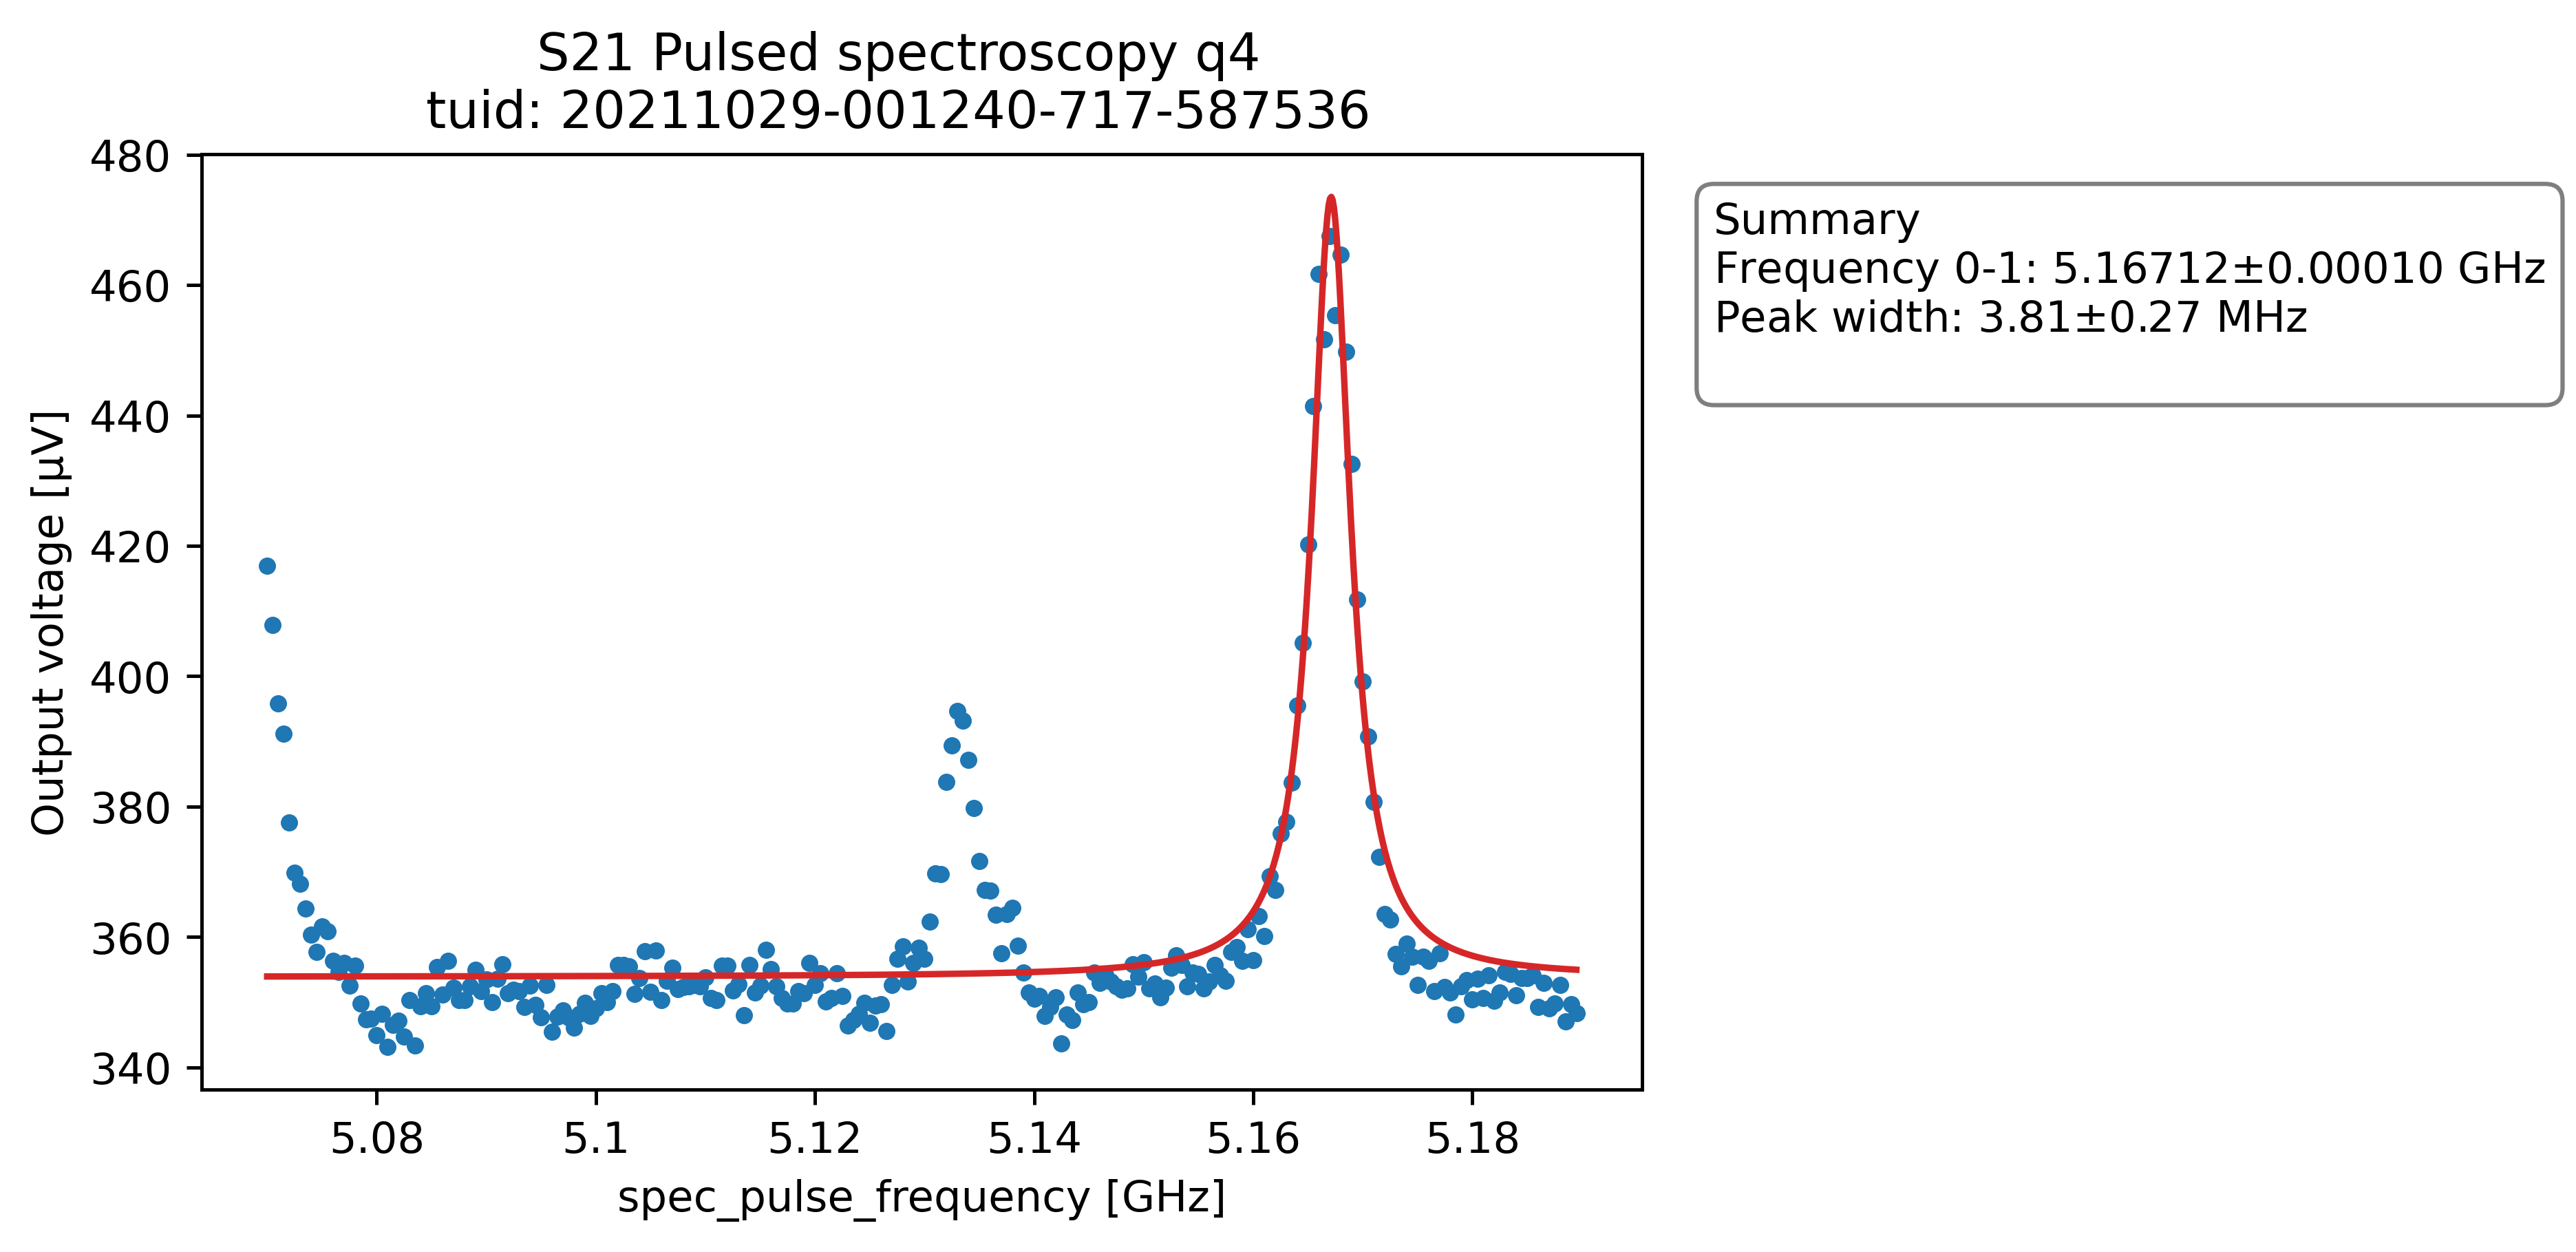 S21 Pulsed spectroscopy q4
tuid: 20211029-001240-717-587536
Output voltage [µV]
480
460
440
420
400
380
360
340
5.08
5.1
5.12
5.14
5.16
5.18
spec_pulse_frequency [GHz]
Summary
Frequency 0-1: 5.16712±0.00010 GHz
Peak width: 3.81±0.27 MHz